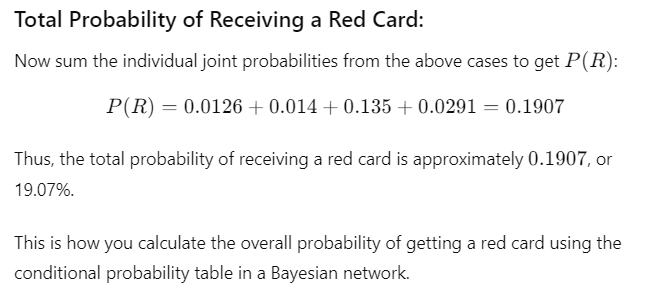 Total Probability of Receiving a Red Card:
Now sum the individual joint probabilities from the above cases to get P(R):
P(R) = 0.0126 + 0.014 + 0.135 + 0.0291 = 0.1907
Thus, the total probability of receiving a red card is approximately 0.1907, or
19.07%.
This is how you calculate the overall probability of getting a red card using the
conditional probability table in a Bayesian network.